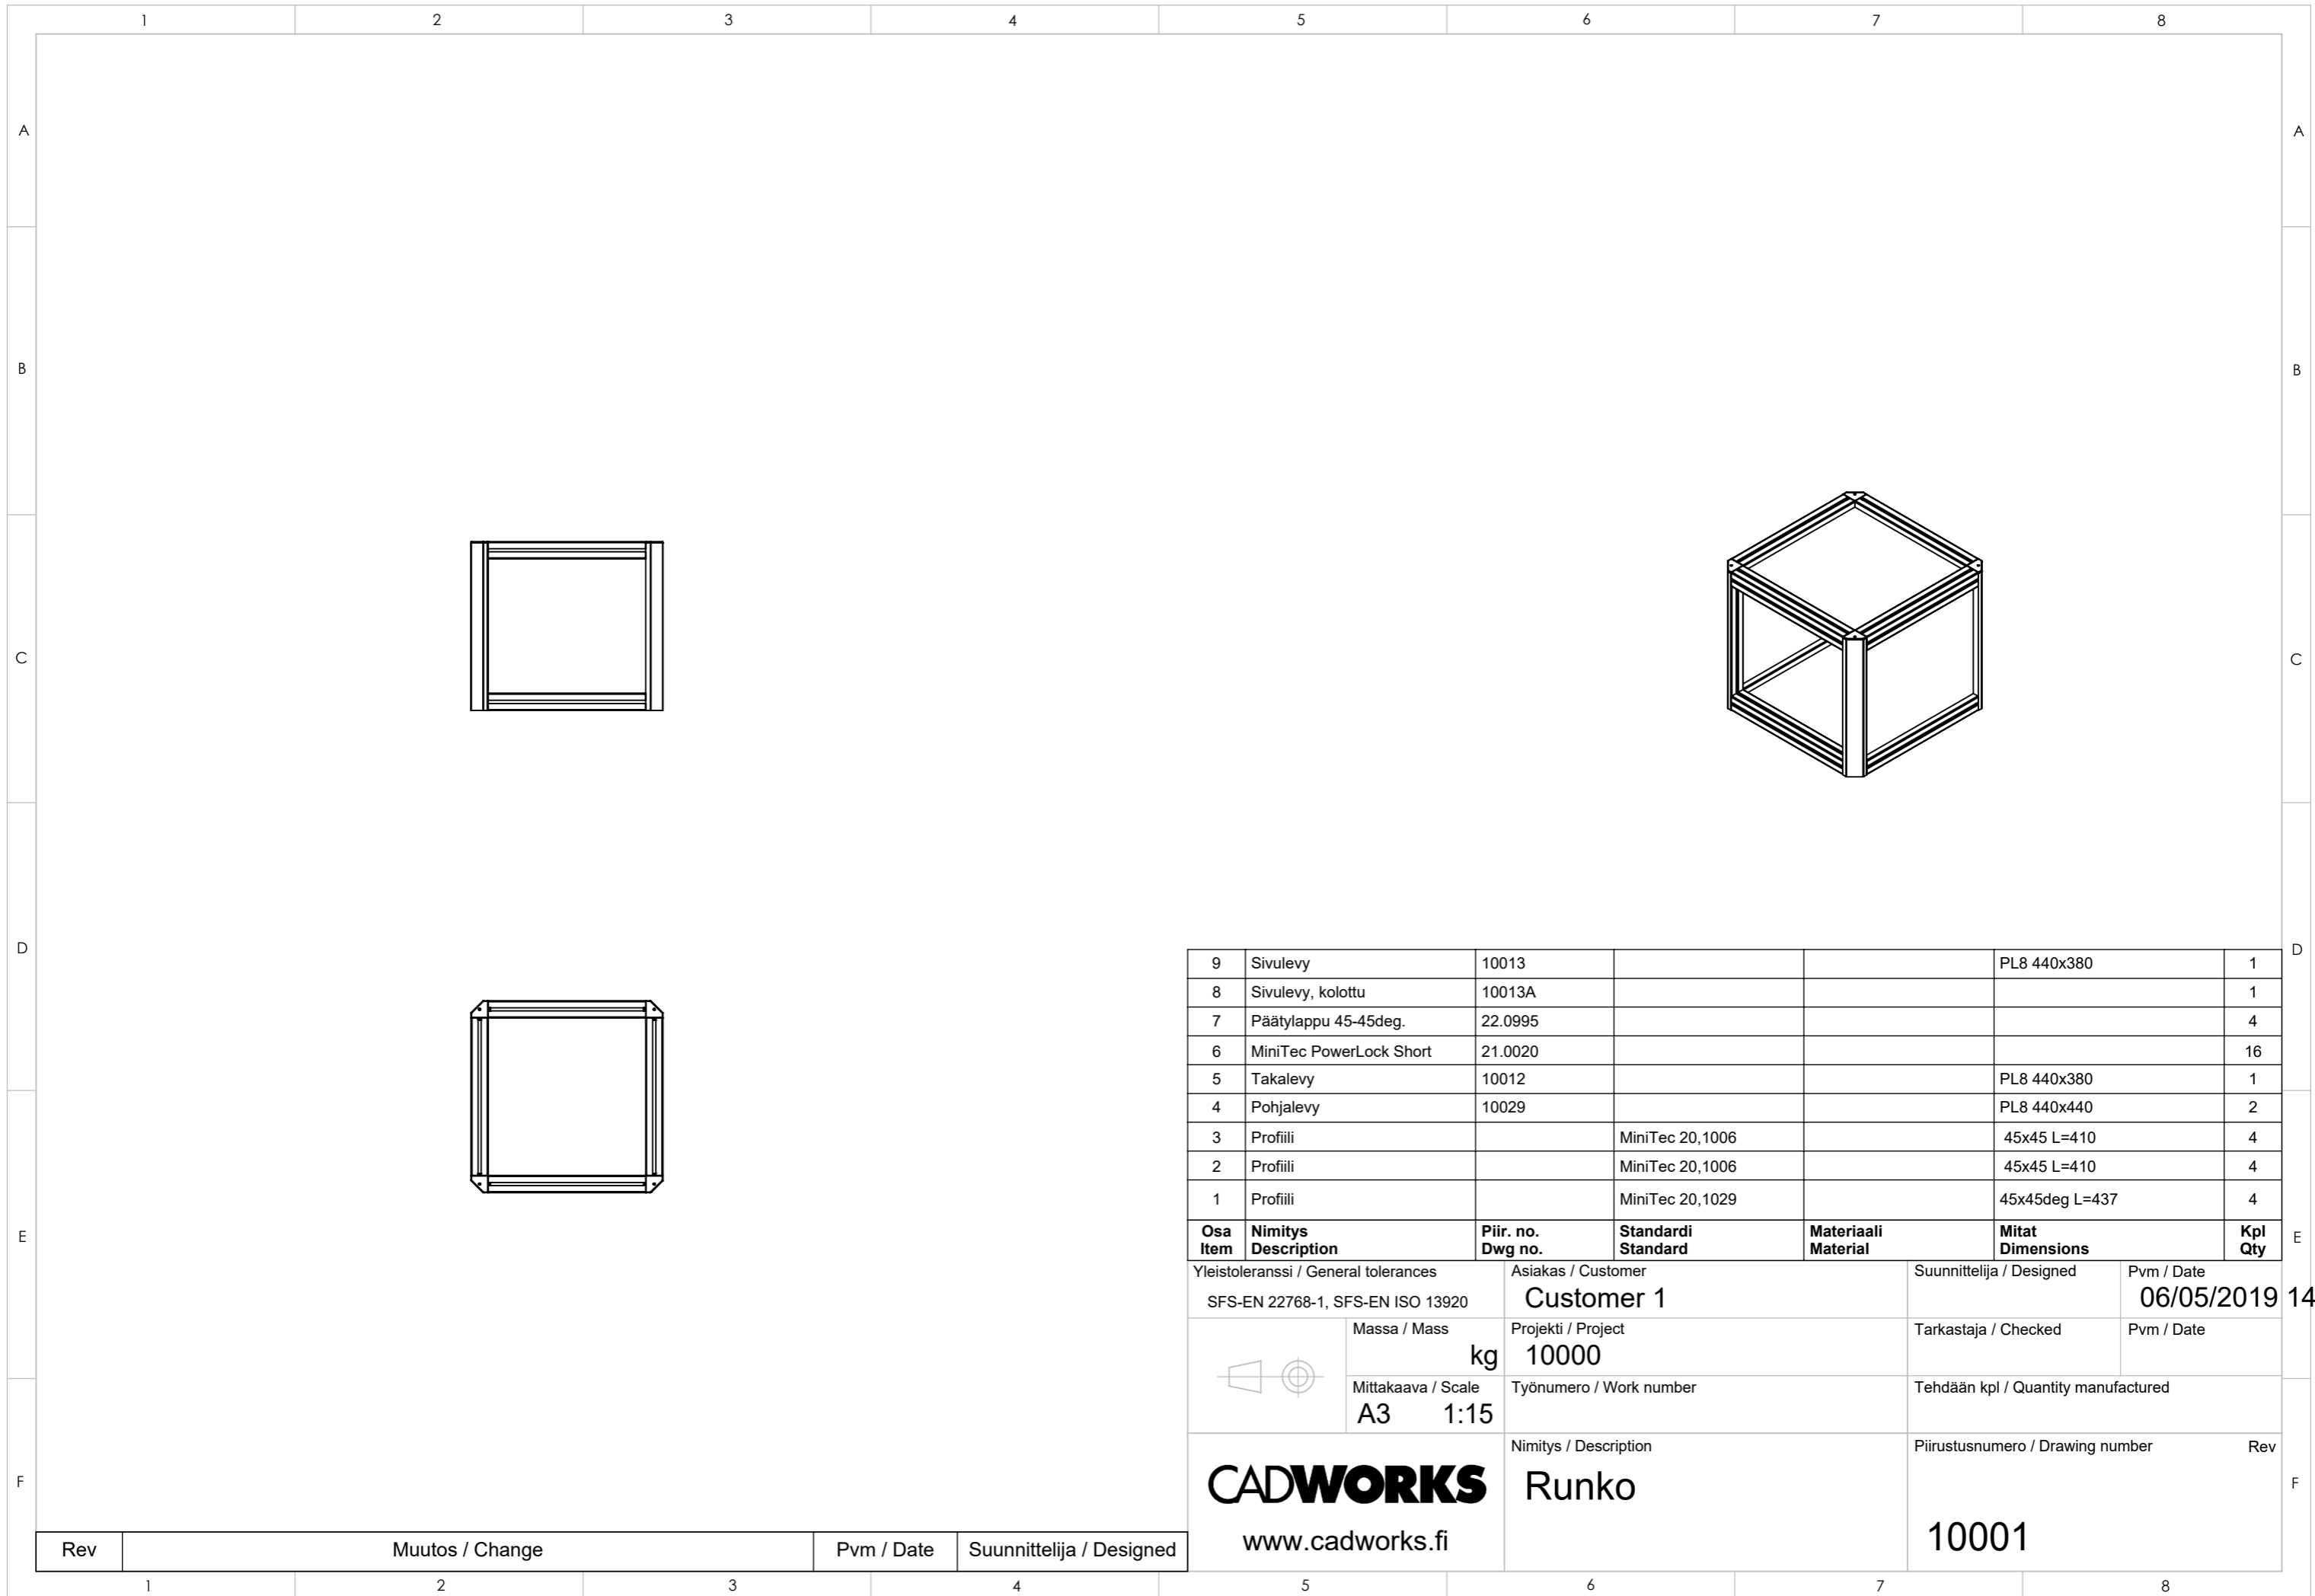 1 2 3 4 5 6 7 8
A A
B B
C C
D D
E E
F F
9 Sivulevy 10013 PL8 440x380 1
8 Sivulevy, kolottu 10013A 1
7 Päätylappu 45-45deg. 22.0995 4
6 MiniTec PowerLock Short 21.0020 16
5 Takalevy 10012 PL8 440x380 1
4 Pohjalevy 10029 PL8 440x440 2
3 Profiili MiniTec 20,1006 45x45 L=410 4
2 Profiili MiniTec 20,1006 45x45 L=410 4
1 Profiili MiniTec 20,1029 45x45deg L=437 4
Osa Nimitys Piir. no. Standardi Materiaali Mitat Kpl
Item Description Dwg no. Standard Material Dimensions Qty
Yleistoleranssi / General tolerances
SFS-EN 22768-1, SFS-EN ISO 13920
Asiakas / Customer
Customer 1
Suunnittelija / Designed
Pvm / Date
06/05/2019 14
Massa / Mass
kg
Projekti / Project
10000
Tarkastaja / Checked
Pvm / Date
Mittakaava / Scale
A3 1:15
Työnumero / Work number
Tehdään kpl / Quantity manufactured
CADWORKS
www.cadworks.fi
Nimitys / Description
Runko
Piirustusnumero / Drawing number Rev
10001
Rev Muutos / Change Pvm / Date Suunnittelija / Designed
1 2 3 4 5 6 7 8